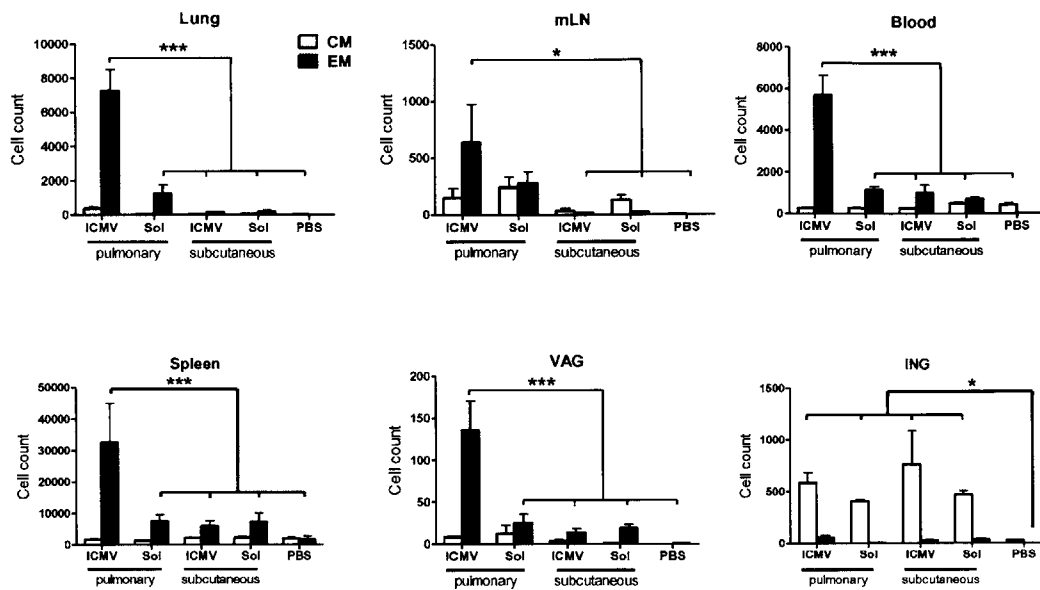 Lung
mLN
Blood
CM
EM
***
*
***
Cell count
10000
8000
6000
4000
2000
0
Cell count
1500
1000
500
0
Cell count
8000
6000
4000
2000
0
ICMV Sol ICMV Sol PBS
pulmonary subcutaneous
ICMV Sol ICMV Sol PBS
pulmonary subcutaneous
ICMV Sol ICMV Sol PBS
pulmonary subcutaneous
Spleen
VAG
ING
***
***
*
Cell count
50000
40000
30000
20000
10000
0
Cell count
200
150
100
50
0
Cell count
1500
1000
500
0
ICMV Sol ICMV Sol PBS
pulmonary subcutaneous
ICMV Sol ICMV Sol PBS
pulmonary subcutaneous
ICMV Sol ICMV Sol PBS
pulmonary subcutaneous